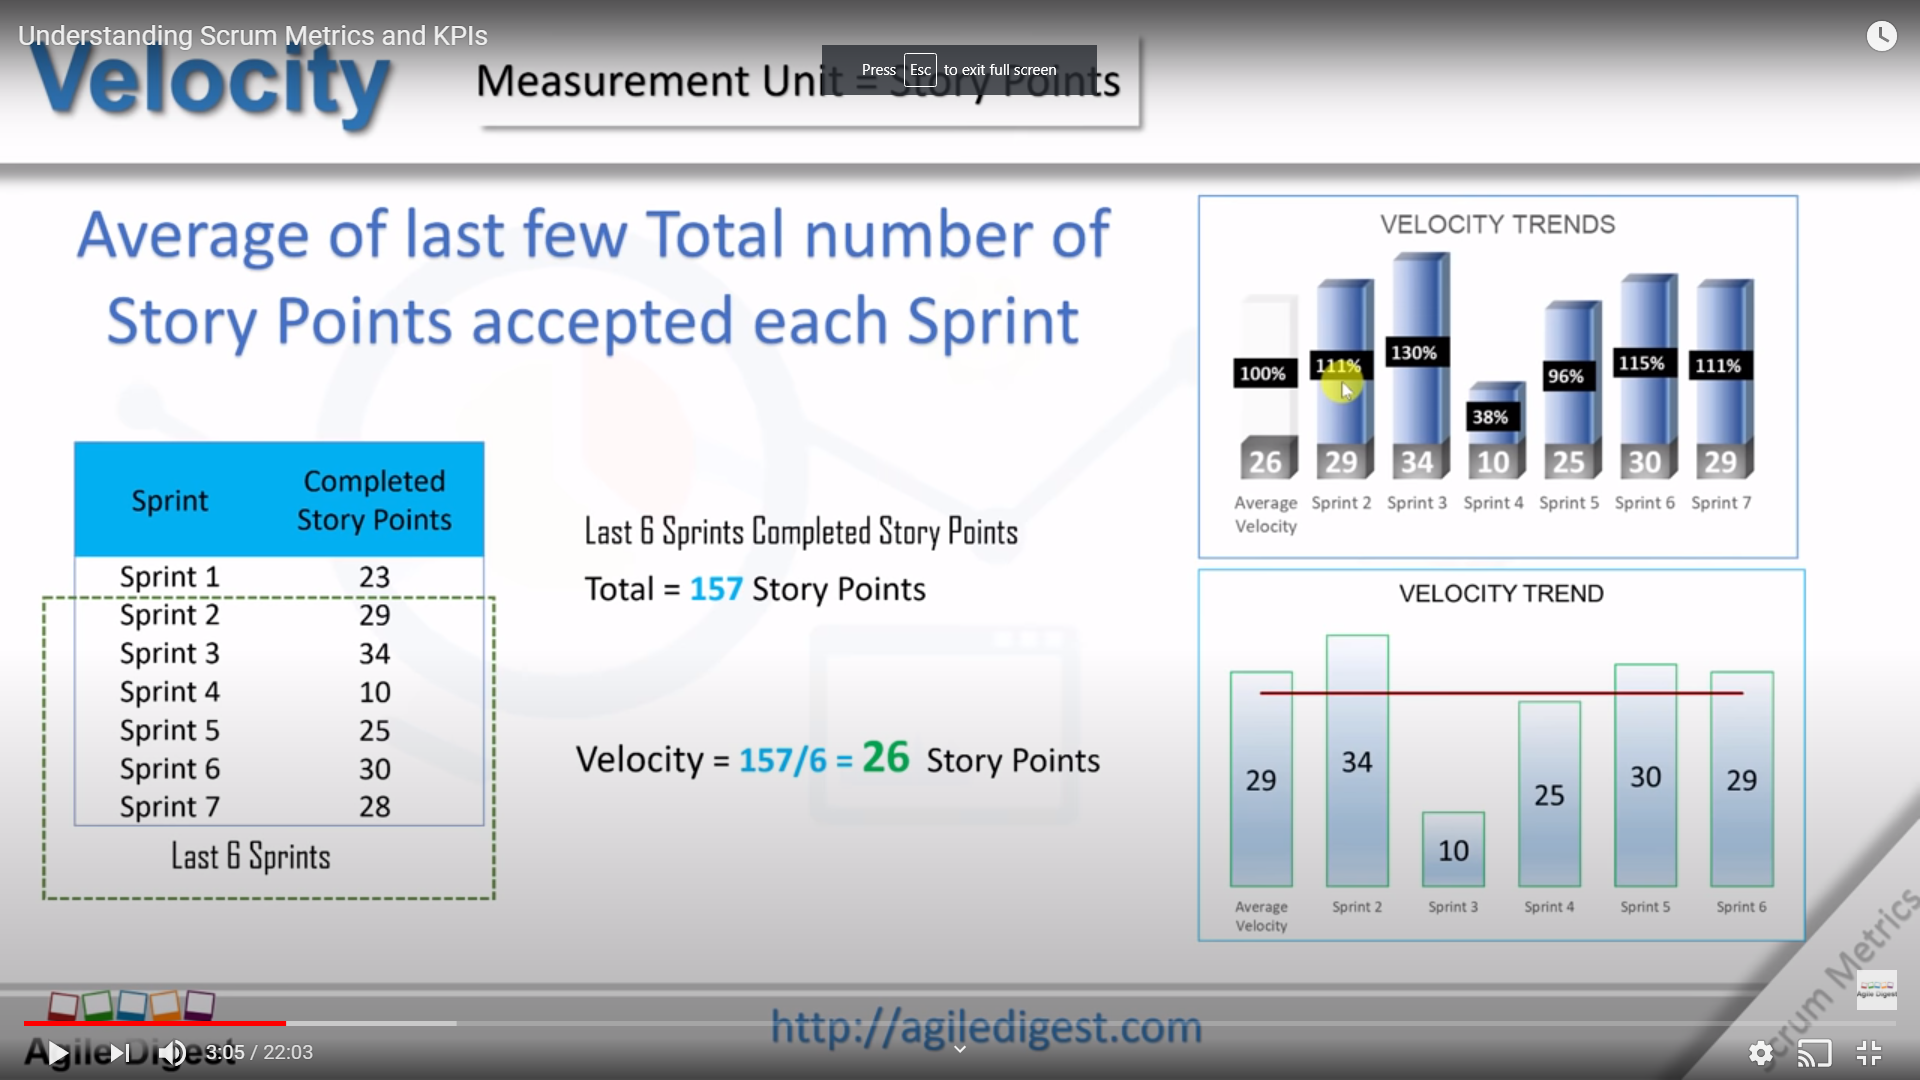 Understanding Scrum Metrics and KPIs
Velocity
Measurement Unit = Story Points
Press Esc to exit full screen
Average of last few Total number of
Story Points accepted each Sprint
Sprint Completed Story Points
Sprint 1 23
Sprint 2 29
Sprint 3 34
Sprint 4 10
Sprint 5 25
Sprint 6 30
Sprint 7 28
Last 6 Sprints
Last 6 Sprints Completed Story Points
Total = 157 Story Points
Velocity = 157/6 = 26 Story Points
VELOCITY TRENDS
100% 111% 130% 38% 96% 115% 111%
26 29 34 10 25 30 29
Average Velocity Sprint 2 Sprint 3 Sprint 4 Sprint 5 Sprint 6 Sprint 7
VELOCITY TREND
29 34 10 25 30 29
Average Velocity Sprint 2 Sprint 3 Sprint 4 Sprint 5 Sprint 6
Scrum Metrics
Agile Digest
http://agiledigest.com
Agile Digest
3:05 / 22:03